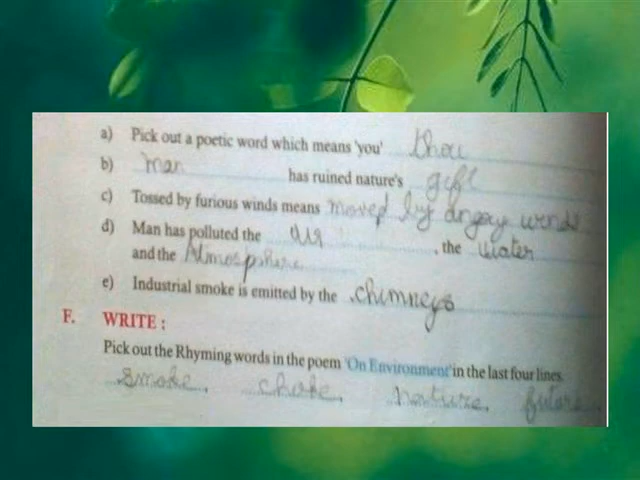 a) Pick out a poetic word which means 'you' thou
b) man has ruined nature's gift
c) Tossed by furious winds means moved by angry winds
d) Man has polluted the air, the water
and the Atmosphere
e) Industrial smoke is emitted by the chimneys
F. WRITE :
Pick out the Rhyming words in the poem 'On Environment' in the last four lines.
smoke, choke, nature, future